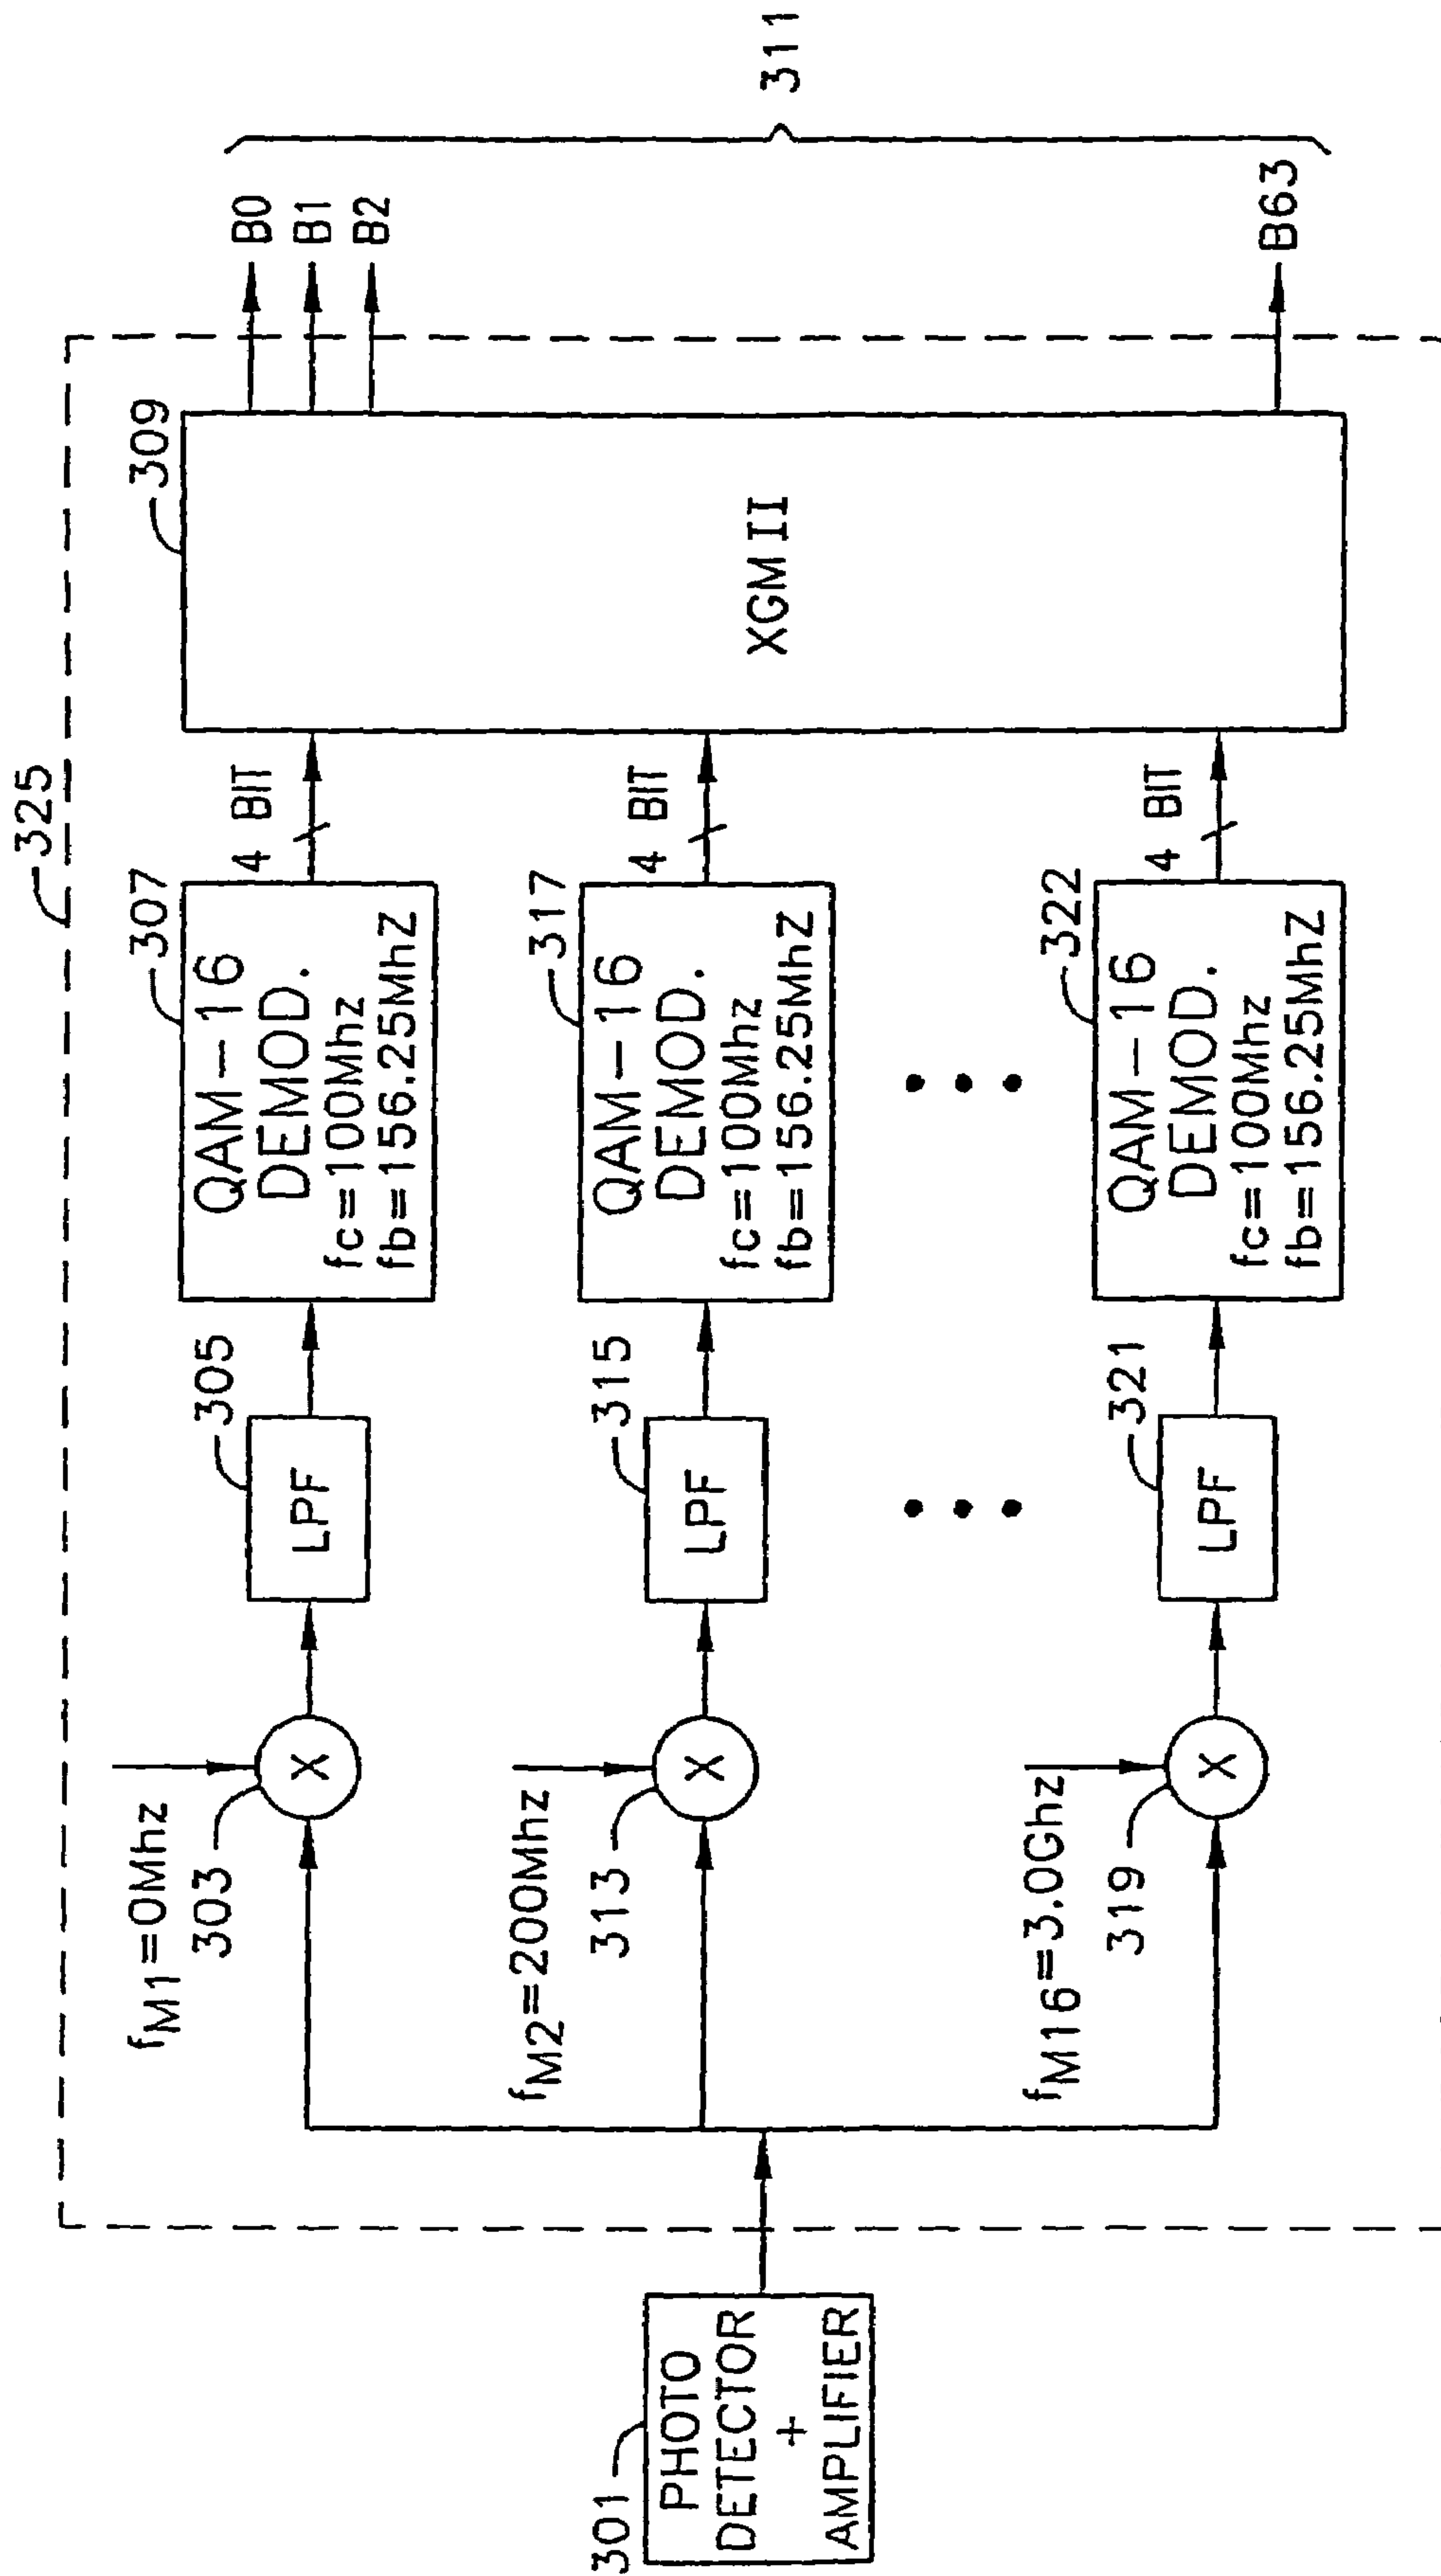 325
301
PHOTO
DETECTOR
+
AMPLIFIER
fM1=0Mhz
303
X
305
LPF
307
QAM-16
DEMOD.
fc=100Mhz
fb=156.25MhZ
4 BIT
fM2=200Mhz
313
X
315
LPF
317
QAM-16
DEMOD.
fc=100Mhz
fb=156.25MhZ
4 BIT
fM16=3.0Ghz
319
X
321
LPF
322
QAM-16
DEMOD.
fc=100Mhz
fb=156.25MhZ
4 BIT
309
XGMII
B0
B1
B2
B63
311